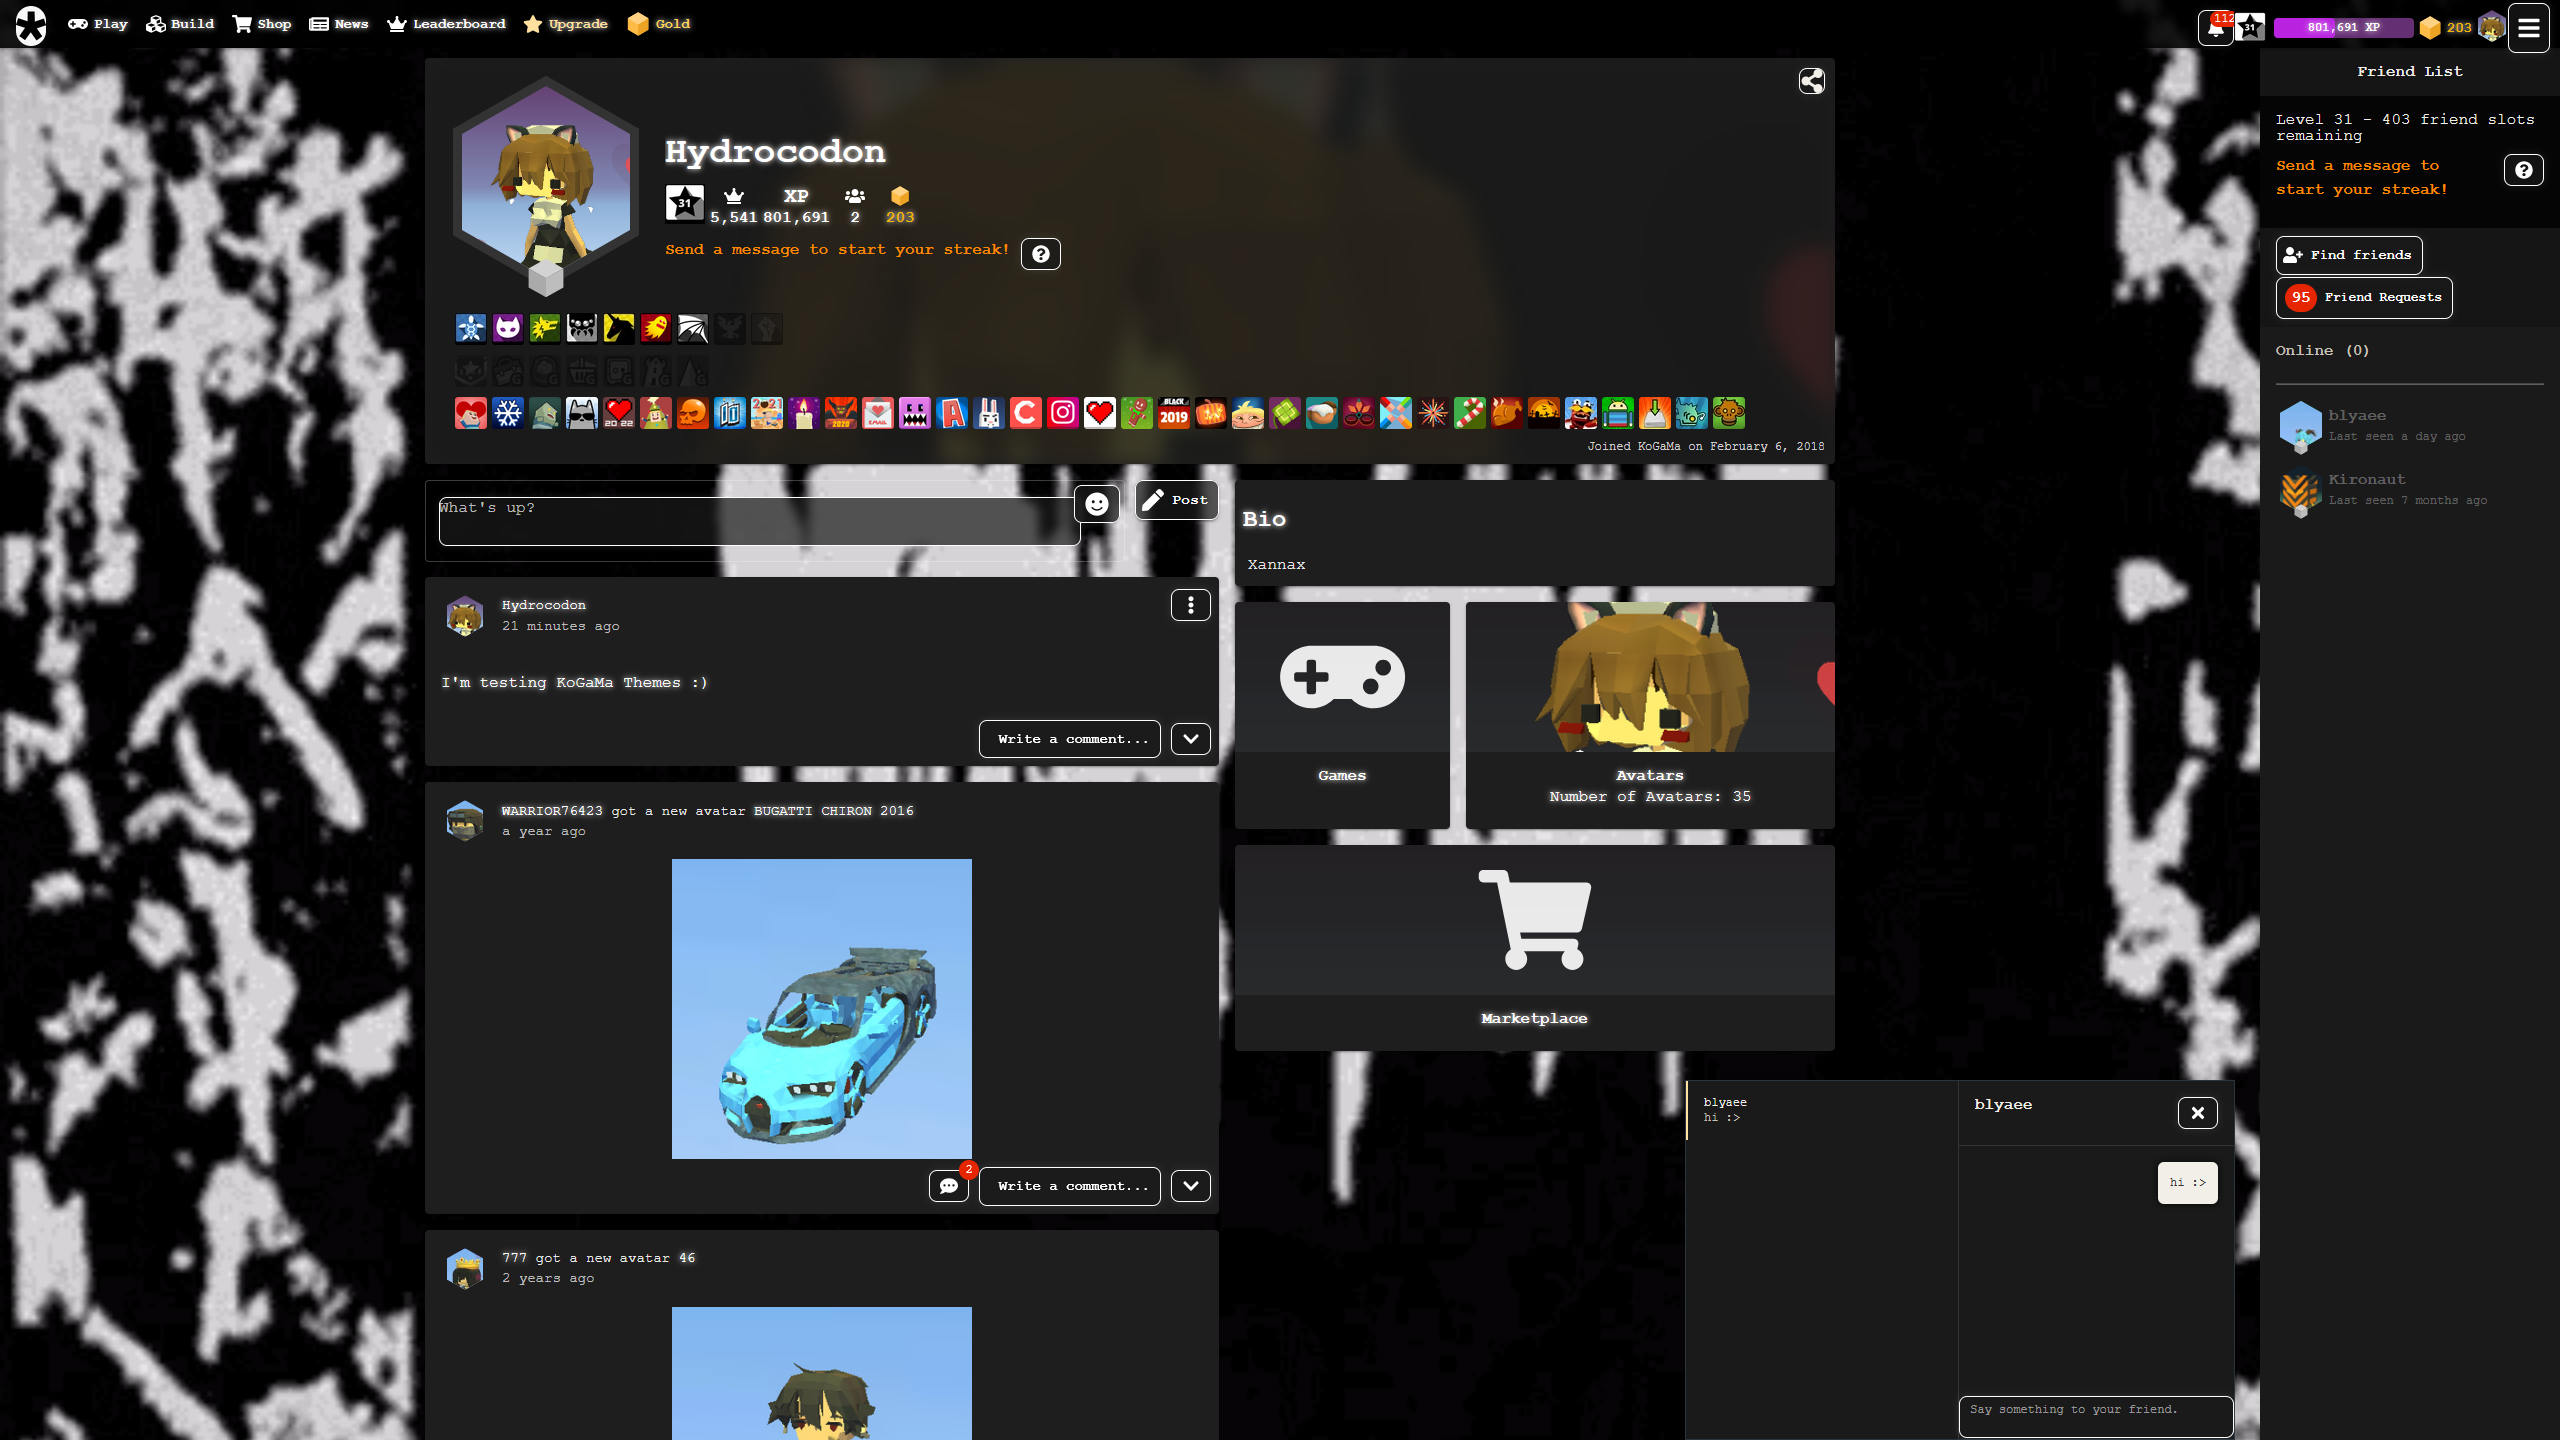 Play Build Shop News Leaderboard Upgrade Gold
112 31 801,691 XP 203
Hydrocodon
31 XP
5,541 801,691 2 203
Send a message to start your streak!
2022
2021
2020
EMAIL
BLACK
2019
Joined KoGaMa on February 6, 2018
What's up?
Post
Hydrocodon
21 minutes ago
I'm testing KoGaMa Themes :)
Write a comment...
WARRIOR76423 got a new avatar BUGATTI CHIRON 2016
a year ago
2
Write a comment...
777 got a new avatar 46
2 years ago
Bio
Xannax
Games
Avatars
Number of Avatars: 35
Marketplace
blyaee
hi :>
blyaee
hi :>
Say something to your friend.
Friend List
Level 31 - 403 friend slots
remaining
Send a message to
start your streak!
Find friends
95 Friend Requests
Online (0)
blyaee
Last seen a day ago
Kironaut
Last seen 7 months ago